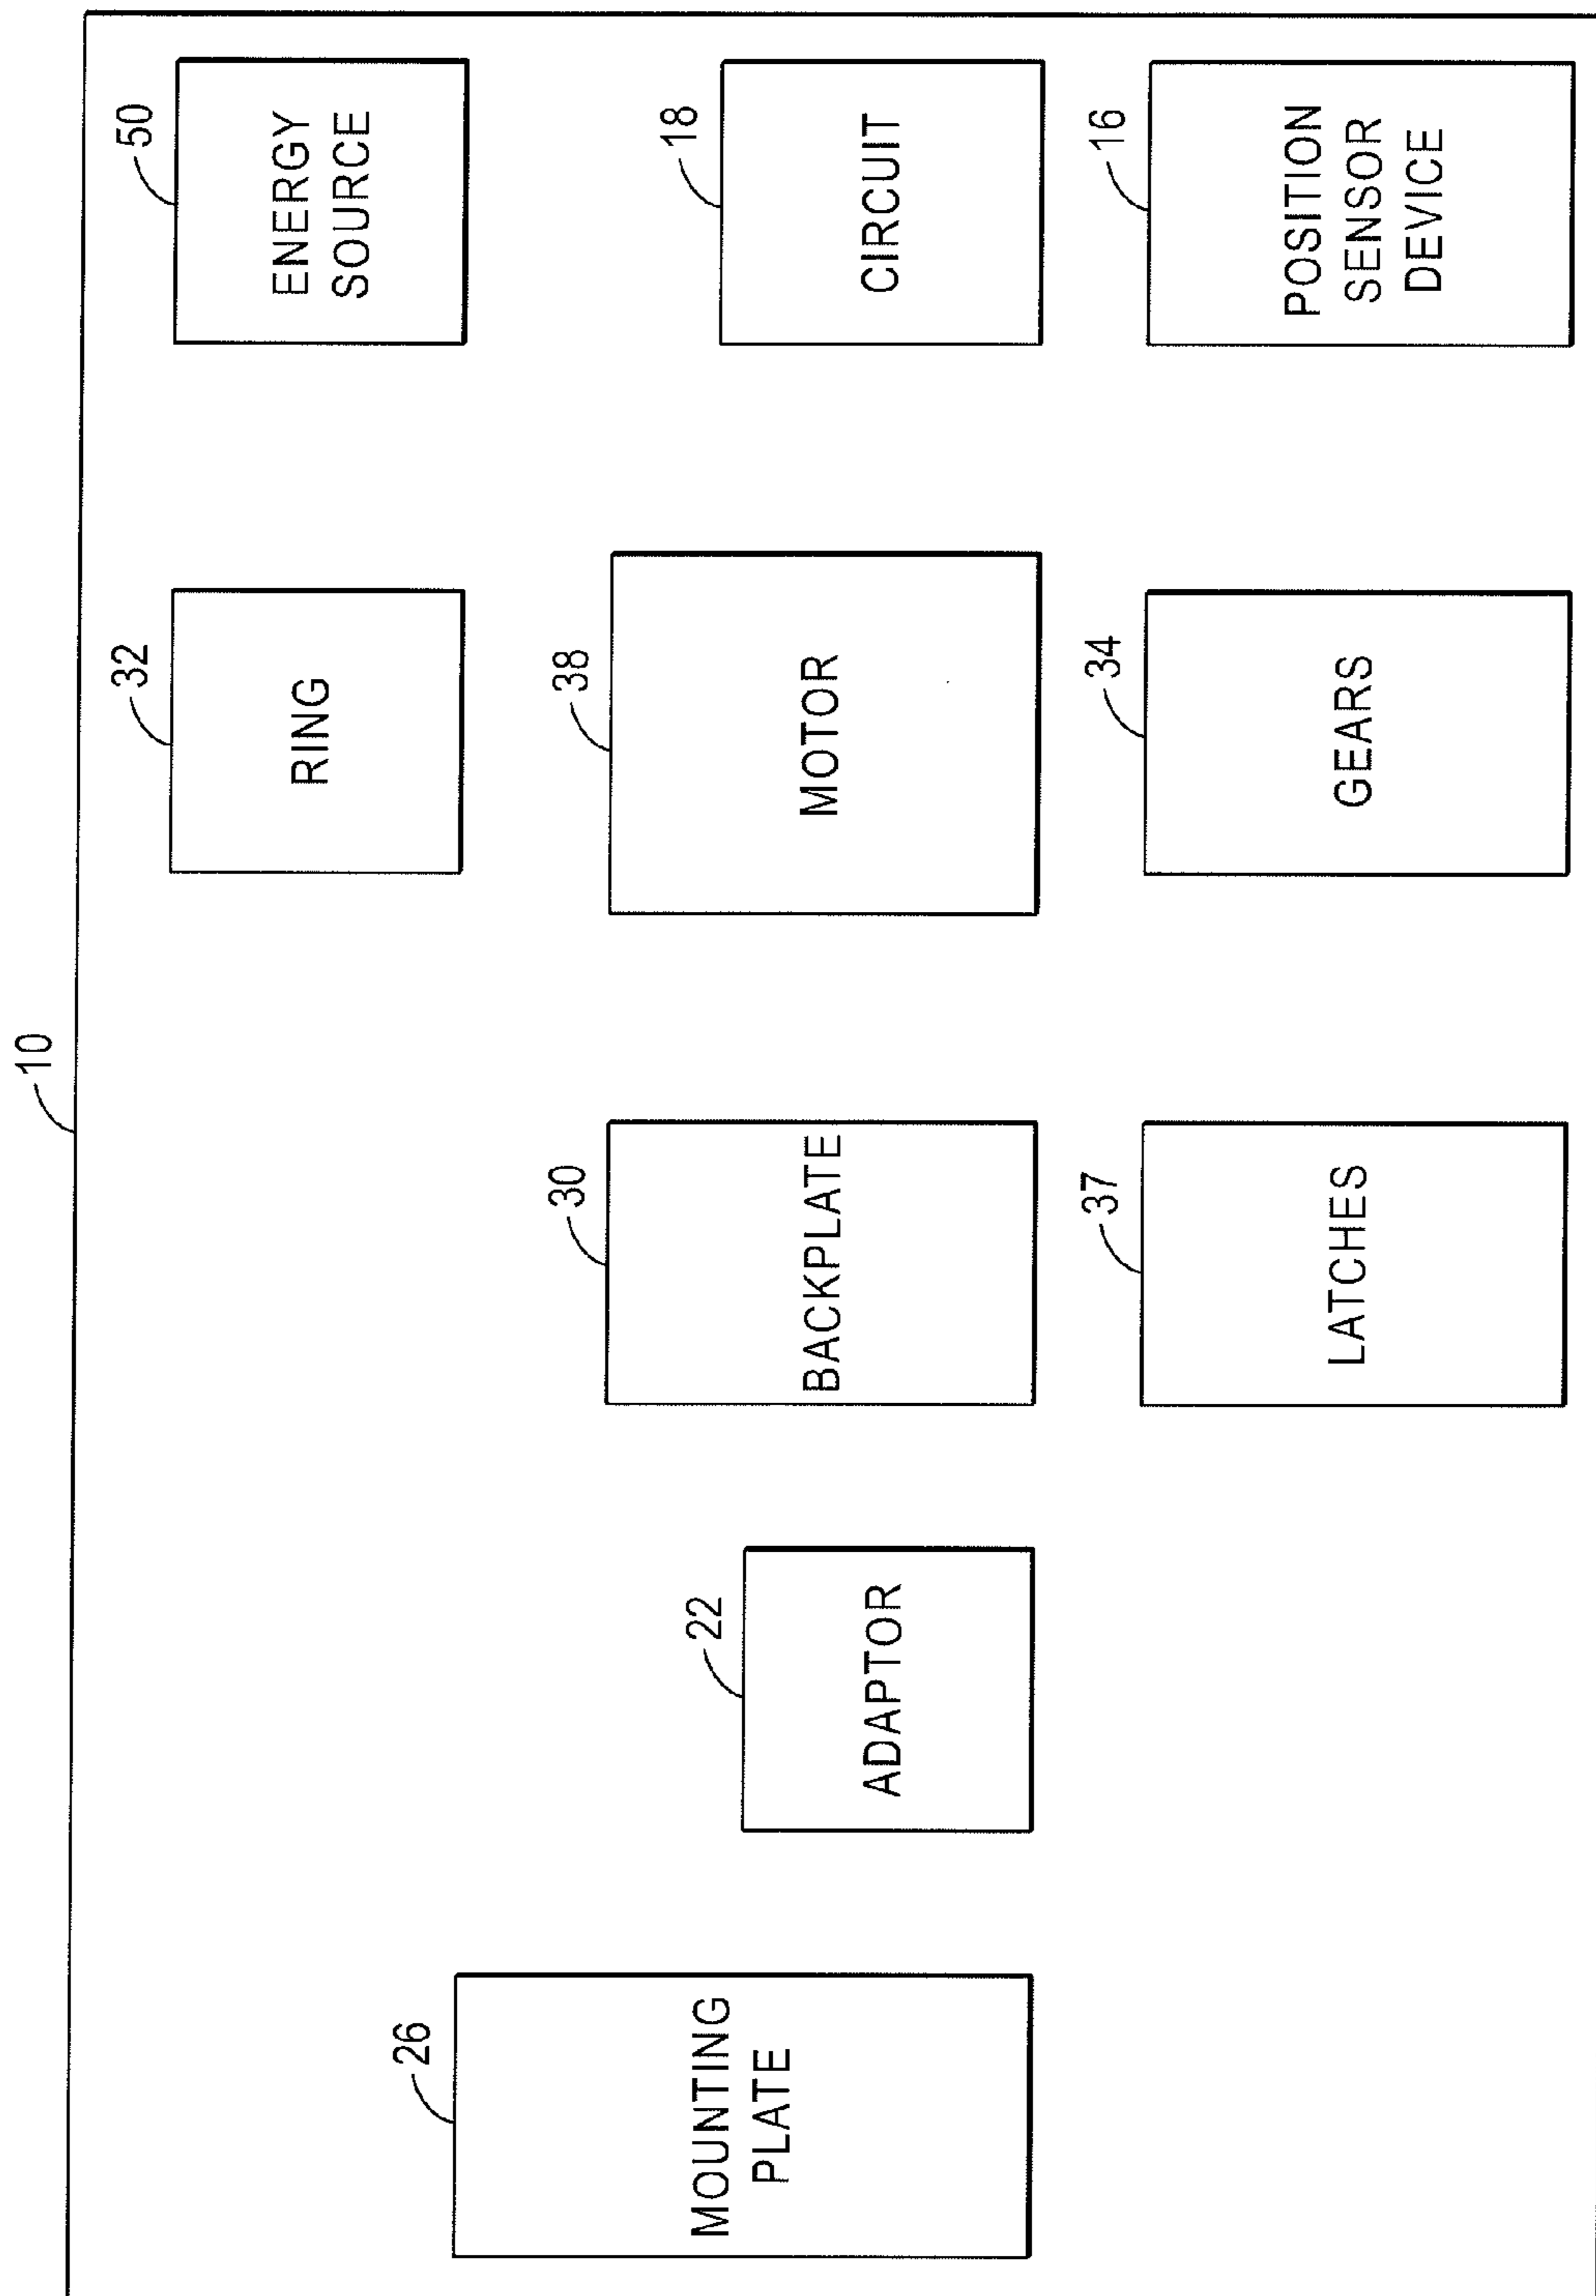 10
26
MOUNTING
PLATE
22
ADAPTOR
30
BACKPLATE
37
LATCHES
32
RING
38
MOTOR
34
GEARS
50
ENERGY
SOURCE
18
CIRCUIT
16
POSITION
SENSOR
DEVICE